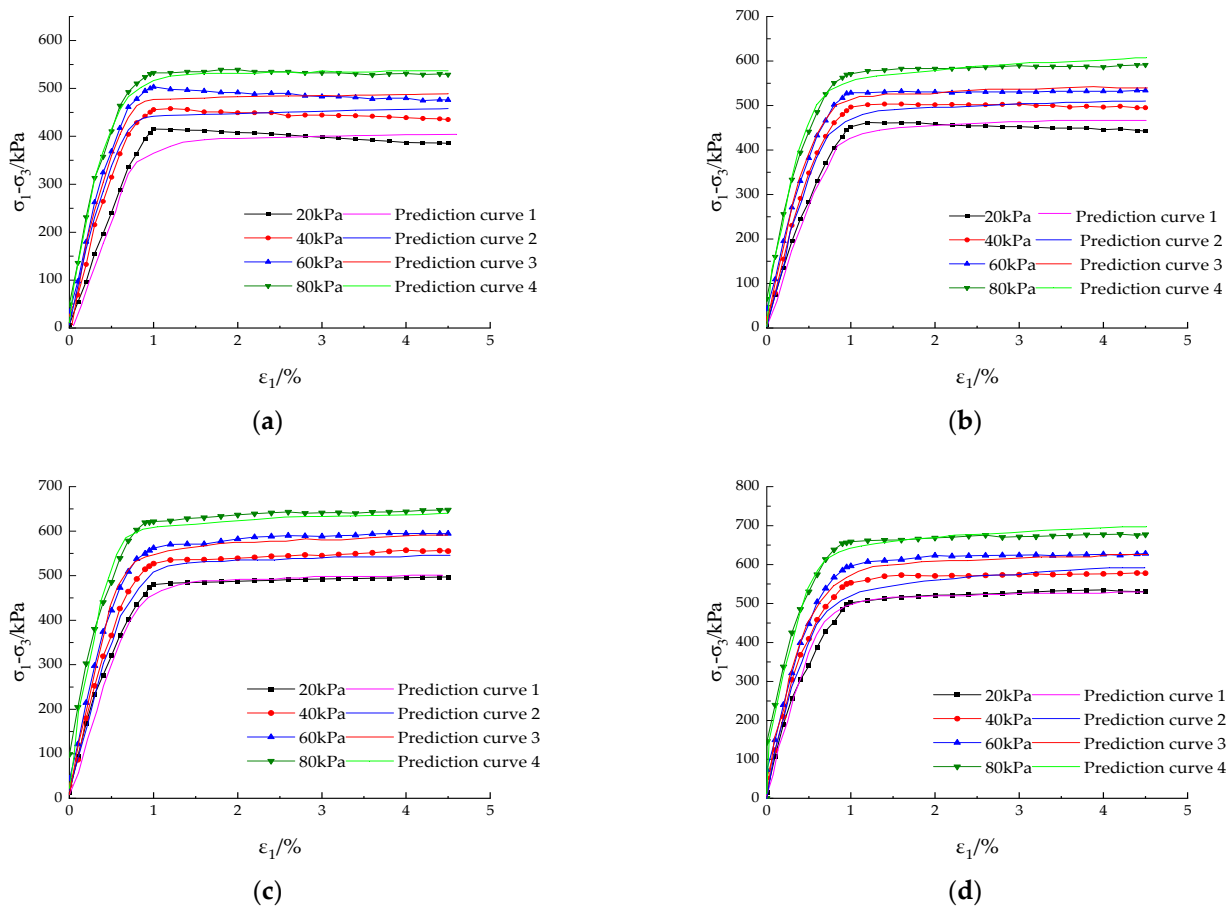 σ₁-σ₃/kPa
600
500
400
300
200
100
0
20kPa Prediction curve 1
40kPa Prediction curve 2
60kPa Prediction curve 3
80kPa Prediction curve 4
0 1 2 3 4 5
ε₁/%
(a)
σ₁-σ₃/kPa
700
600
500
400
300
200
100
0
20kPa Prediction curve 1
40kPa Prediction curve 2
60kPa Prediction curve 3
80kPa Prediction curve 4
0 1 2 3 4 5
ε₁/%
(b)
σ₁-σ₃/kPa
700
600
500
400
300
200
100
0
20kPa Prediction curve 1
40kPa Prediction curve 2
60kPa Prediction curve 3
80kPa Prediction curve 4
0 1 2 3 4 5
ε₁/%
(c)
σ₁-σ₃/kPa
800
700
600
500
400
300
200
100
0
20kPa Prediction curve 1
40kPa Prediction curve 2
60kPa Prediction curve 3
80kPa Prediction curve 4
0 1 2 3 4 5
ε₁/%
(d)